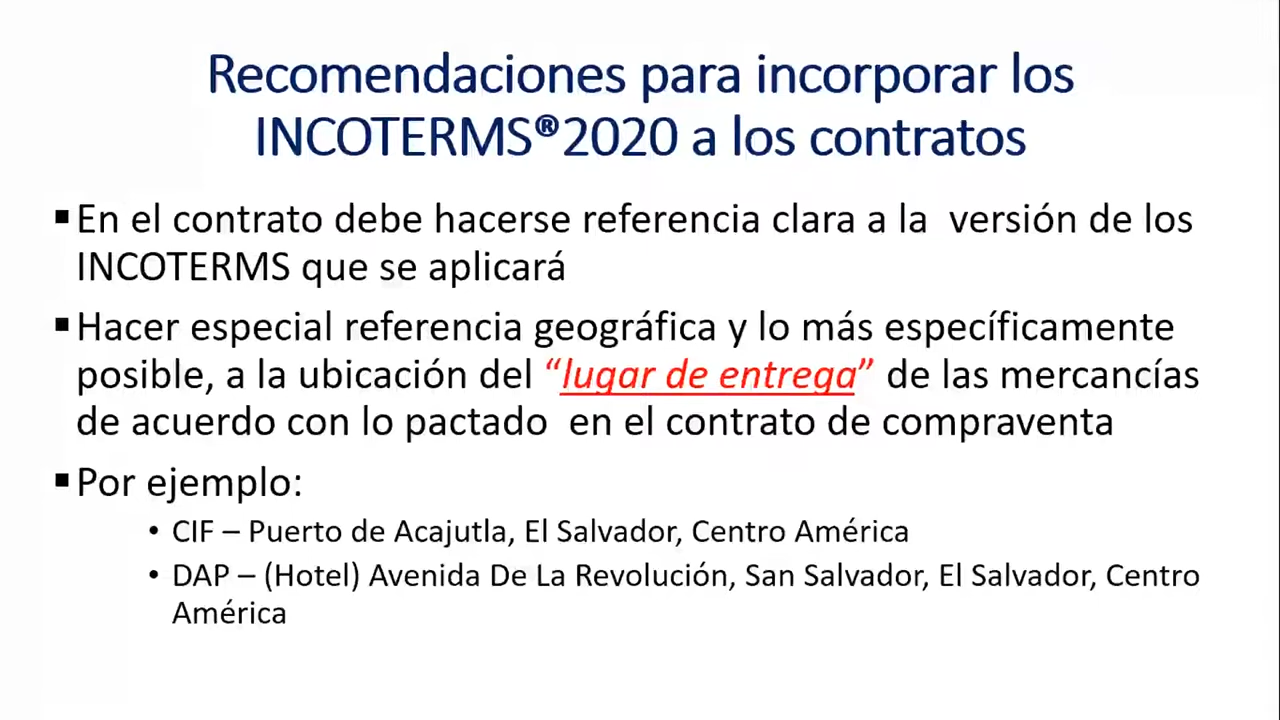 Recomendaciones para incorporar los
INCOTERMS®2020 a los contratos
▪En el contrato debe hacerse referencia clara a la  versión de los
INCOTERMS que se aplicará
▪Hacer especial referencia geográfica y lo más específicamente
posible, a la ubicación del “lugar de entrega” de las mercancías
de acuerdo con lo pactado  en el contrato de compraventa
▪Por ejemplo:
• CIF – Puerto de Acajutla, El Salvador, Centro América
• DAP – (Hotel) Avenida De La Revolución, San Salvador, El Salvador, Centro
América